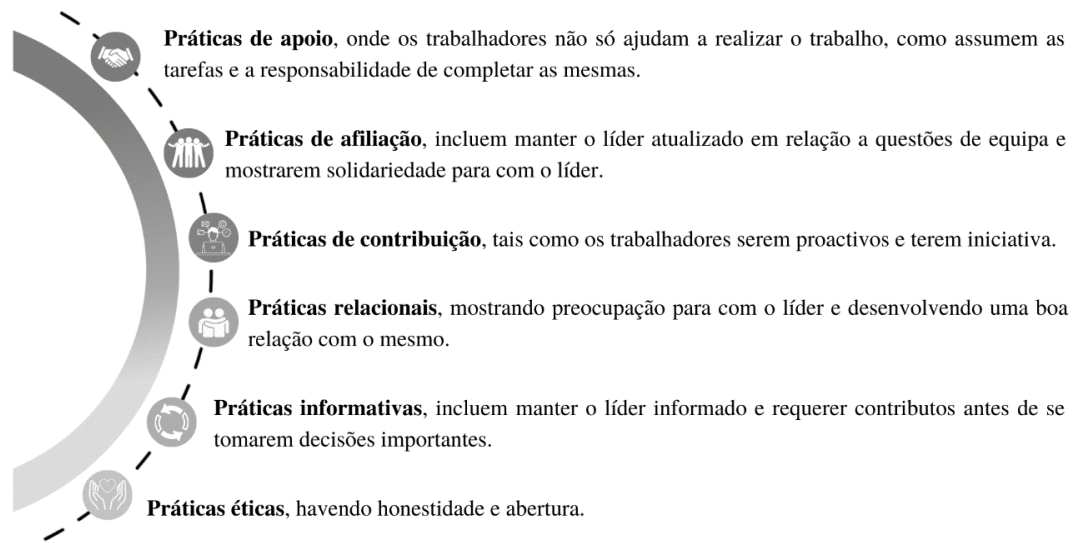 Práticas de apoio, onde os trabalhadores não só ajudam a realizar o trabalho, como assumem as
tarefas e a responsabilidade de completar as mesmas.
Práticas de afiliação, incluem manter o líder atualizado em relação a questões de equipa e
mostrarem solidariedade para com o líder.
Práticas de contribuição, tais como os trabalhadores serem proactivos e terem iniciativa.
Práticas relacionais, mostrando preocupação para com o líder e desenvolvendo uma boa
relação com o mesmo.
Práticas informativas, incluem manter o líder informado e requerer contributos antes de se
tomarem decisões importantes.
Práticas éticas, havendo honestidade e abertura.